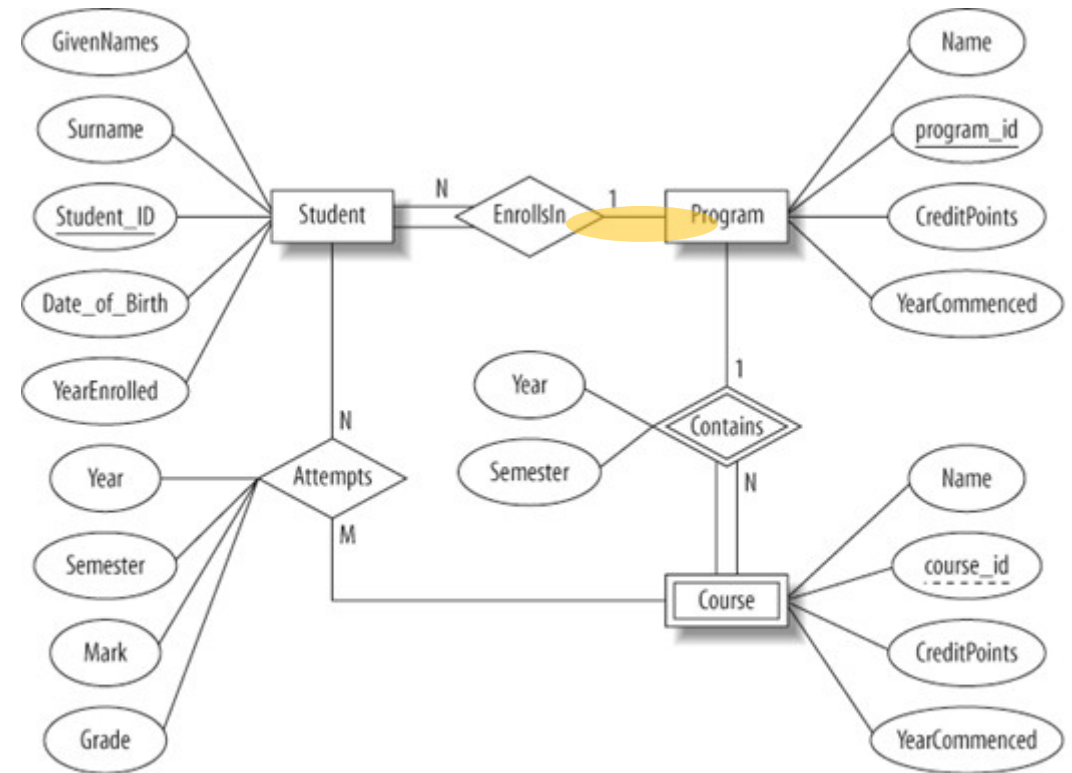 GivenNames
Name
Surname
program_id
N
1
Student_ID
Student
EnrollsIn
Program
CreditPoints
Date_of_Birth
YearCommenced
1
Year
YearEnrolled
N
Contains
Semester
Year
Attempts
N
Name
M
Semester
course_id
Course
Mark
CreditPoints
Grade
YearCommenced